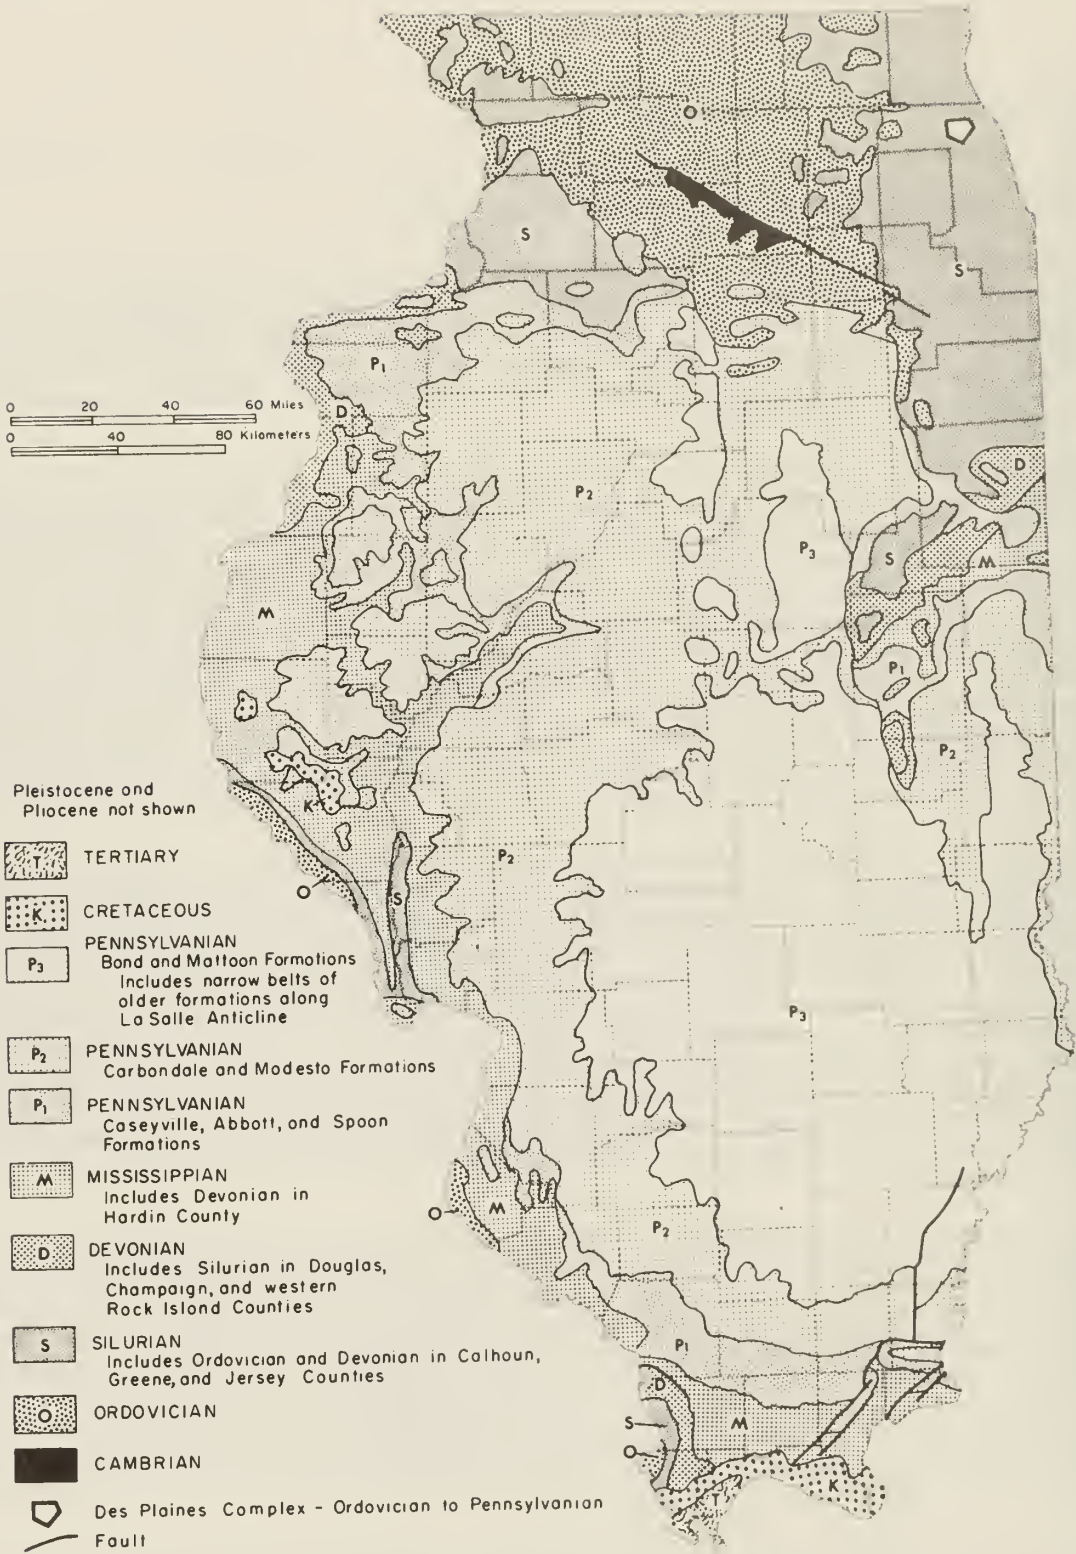 O
S
S
P₁
0 20 40 60 Miles
0 40 80 Kilometers
D
D
P₂
P₃
S
M
M
P₁
P₂
K
P₂
O
S
P₃
M
O
P₂
P₁
D
S
M
O
T
K
Pleistocene and
Pliocene not shown
T TERTIARY
K CRETACEOUS
P₃ PENNSYLVANIAN
Bond and Mattoon Formations
Includes narrow belts of
older formations along
La Salle Anticline
P₂ PENNSYLVANIAN
Carbondale and Modesto Formations
P₁ PENNSYLVANIAN
Caseyville, Abbott, and Spoon
Formations
M MISSISSIPPIAN
Includes Devonian in
Hardin County
D DEVONIAN
Includes Silurian in Douglas,
Champaign, and western
Rock Island Counties
S SILURIAN
Includes Ordovician and Devonian in Calhoun,
Greene, and Jersey Counties
O ORDOVICIAN
CAMBRIAN
Des Plaines Complex - Ordovician to Pennsylvanian
Fault